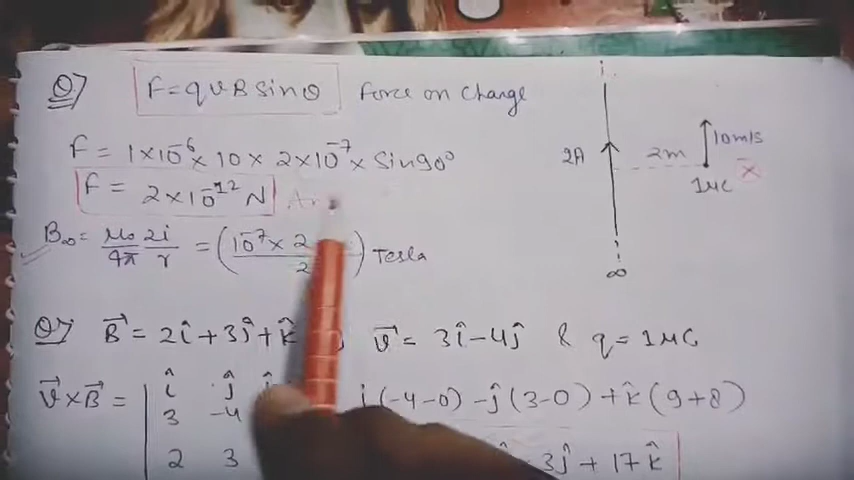 Q7 F=qvBsinθ Force on Charge
F = 1×10⁻⁶ × 10 × 2×10⁻⁷ × Sin90°
F = 2×10⁻¹² N
B∞ = μ₀/4π 2i/r = (10⁻⁷ × 2 / 2 ) Tesla
2A 2m 10m/s
1μC ×
∞
Q7 B⃗ = 2î+3ĵ+k̂ v⃗ = 3î-4ĵ & q = 1μC
v⃗×B⃗ = | î ĵ i(-4-0) -ĵ(3-0) + k̂(9+8)
3 -4
2 3 3ĵ + 17k̂